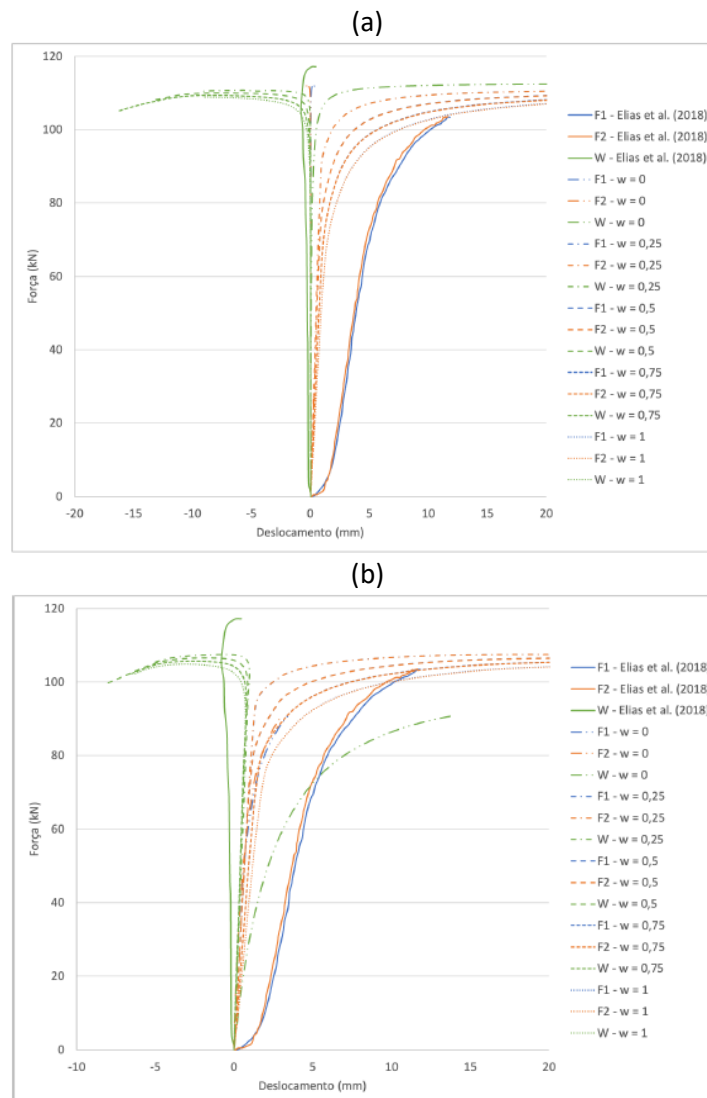 (a)
120
100
80
60
40
20
0
Força (kN)
-20 -15 -10 -5 0 5 10 15 20
Deslocamento (mm)
F1 - Elias et al. (2018)
F2 - Elias et al. (2018)
W - Elias et al. (2018)
F1 - w = 0
F2 - w = 0
W - w = 0
F1 - w = 0,25
F2 - w = 0,25
W - w = 0,25
F1 - w = 0,5
F2 - w = 0,5
W - w = 0,5
F1 - w = 0,75
F2 - w = 0,75
W - w = 0,75
F1 - w = 1
F2 - w = 1
W - w = 1
(b)
120
100
80
60
40
20
0
Força (kN)
-10 -5 0 5 10 15 20
Deslocamento (mm)
F1 - Elias et al. (2018)
F2 - Elias et al. (2018)
W - Elias et al. (2018)
F1 - w = 0
F2 - w = 0
W - w = 0
F1 - w = 0,25
F2 - w = 0,25
W - w = 0,25
F1 - w = 0,5
F2 - w = 0,5
W - w = 0,5
F1 - w = 0,75
F2 - w = 0,75
W - w = 0,75
F1 - w = 1
F2 - w = 1
W - w = 1